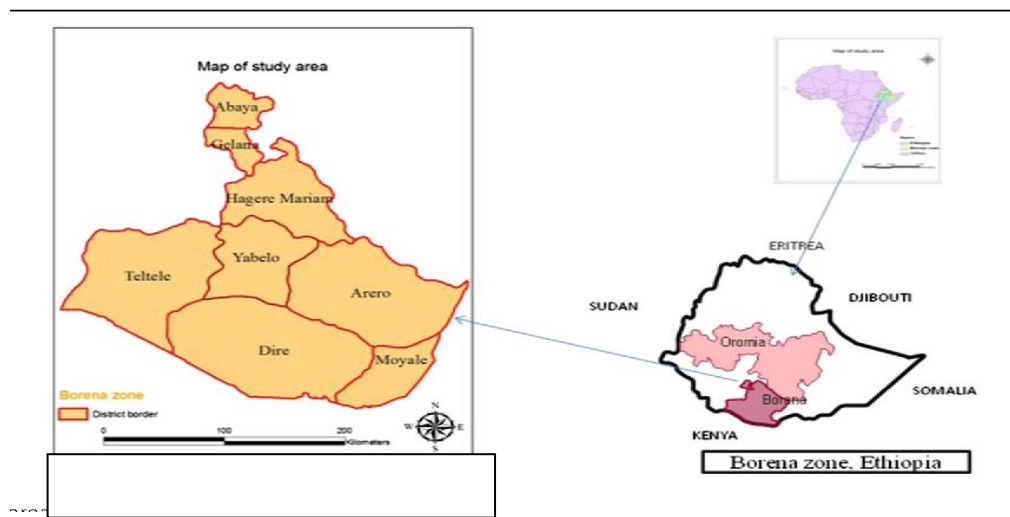 Map of study area
Abaya
Gelana
Hagere Mariam
Yabelo
Teltele
Arero
Dire
Moyale
Borena zone
District border
0 100 200
Kilometers
N
W E
S
Map of study area
ERITREA
SUDAN
DJIBOUTI
Oromia
SOMALIA
Borana
KENYA
Borena zone, Ethiopia